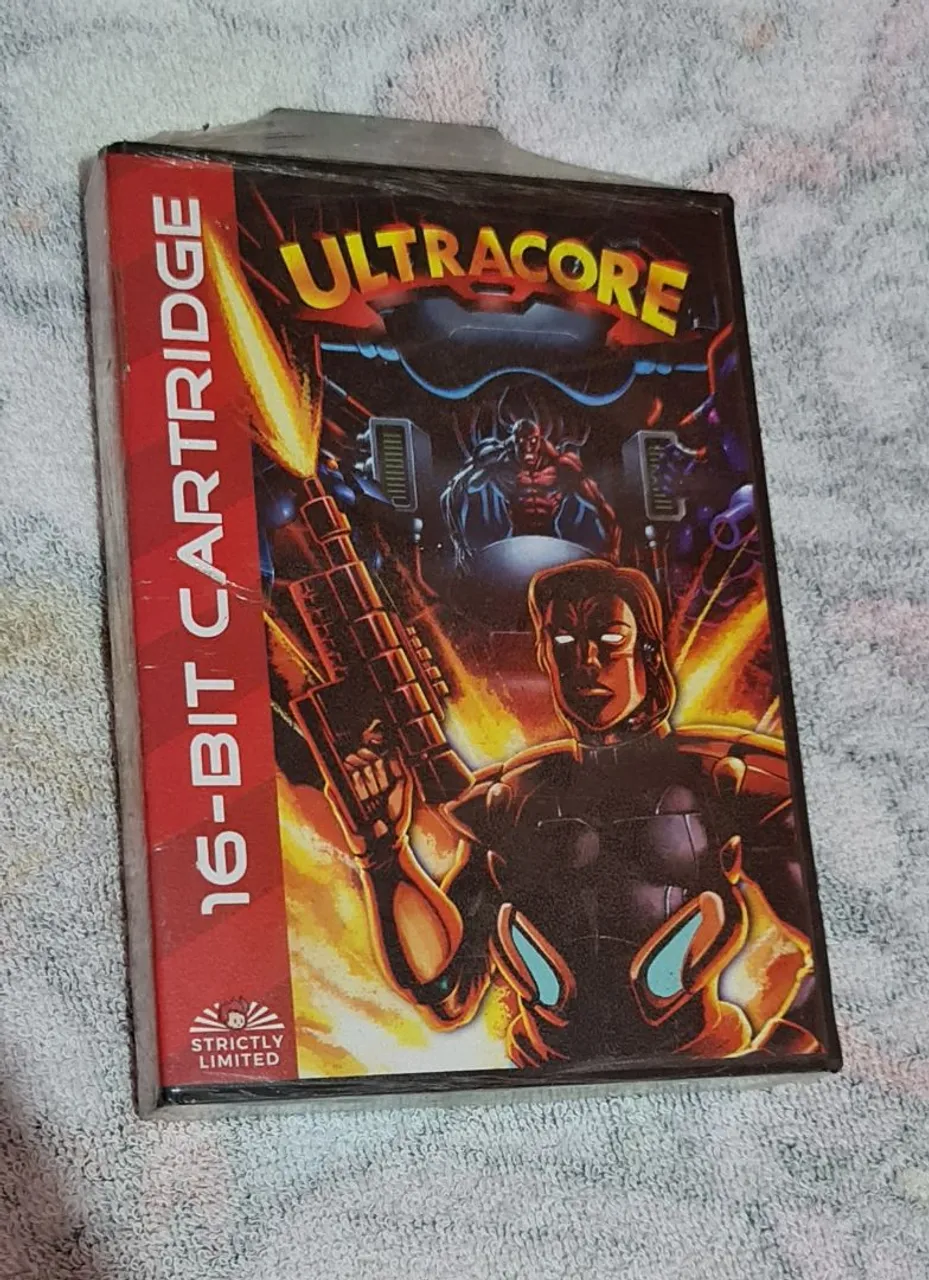 ULTRACORE
16-BIT CARTRIDGE
STRICTLY
LIMITED